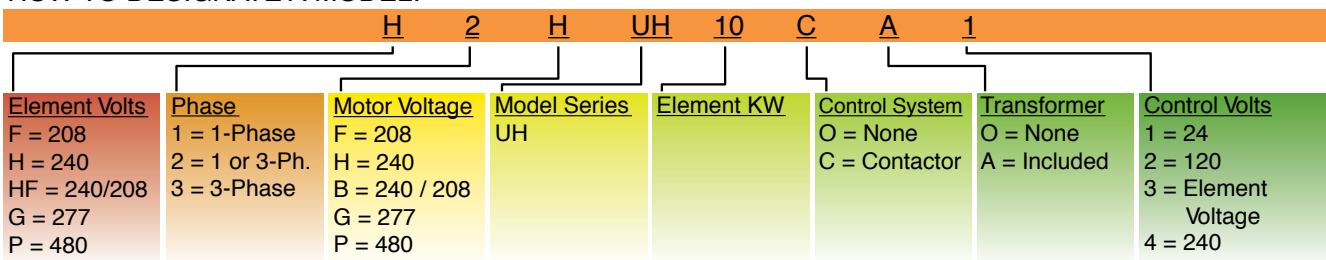 H 2 H UH 10 C A 1
Element Volts
F = 208
H = 240
HF = 240/208
G = 277
P = 480
Phase
1 = 1-Phase
2 = 1 or 3-Ph.
3 = 3-Phase
Motor Voltage
F = 208
H = 240
B = 240 / 208
G = 277
P = 480
Model Series
UH
Element KW
Control System
O = None
C = Contactor
Transformer
O = None
A = Included
Control Volts
1 = 24
2 = 120
3 = Element
Voltage
4 = 240